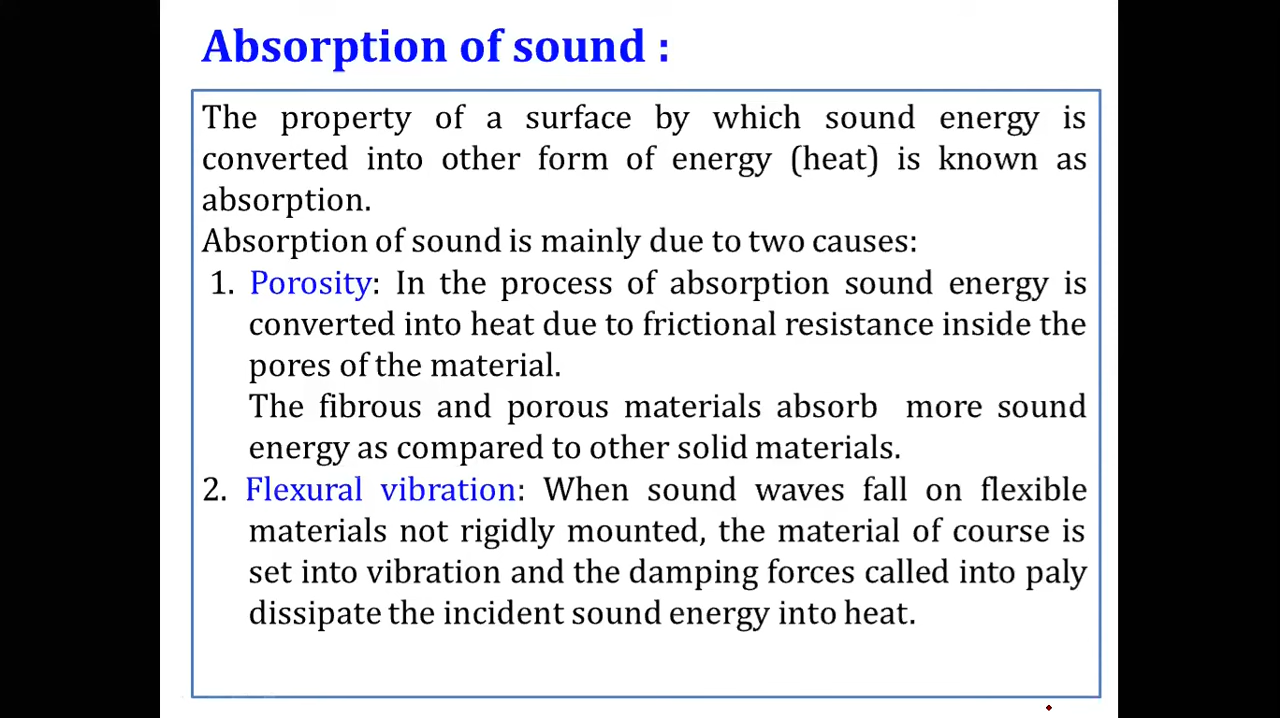 Absorption of sound :
The property of a surface by which sound energy is
converted into other form of energy (heat) is known as
absorption.
Absorption of sound is mainly due to two causes:
1. Porosity: In the process of absorption sound energy is
converted into heat due to frictional resistance inside the
pores of the material.
The fibrous and porous materials absorb more sound
energy as compared to other solid materials.
2. Flexural vibration: When sound waves fall on flexible
materials not rigidly mounted, the material of course is
set into vibration and the damping forces called into paly
dissipate the incident sound energy into heat.